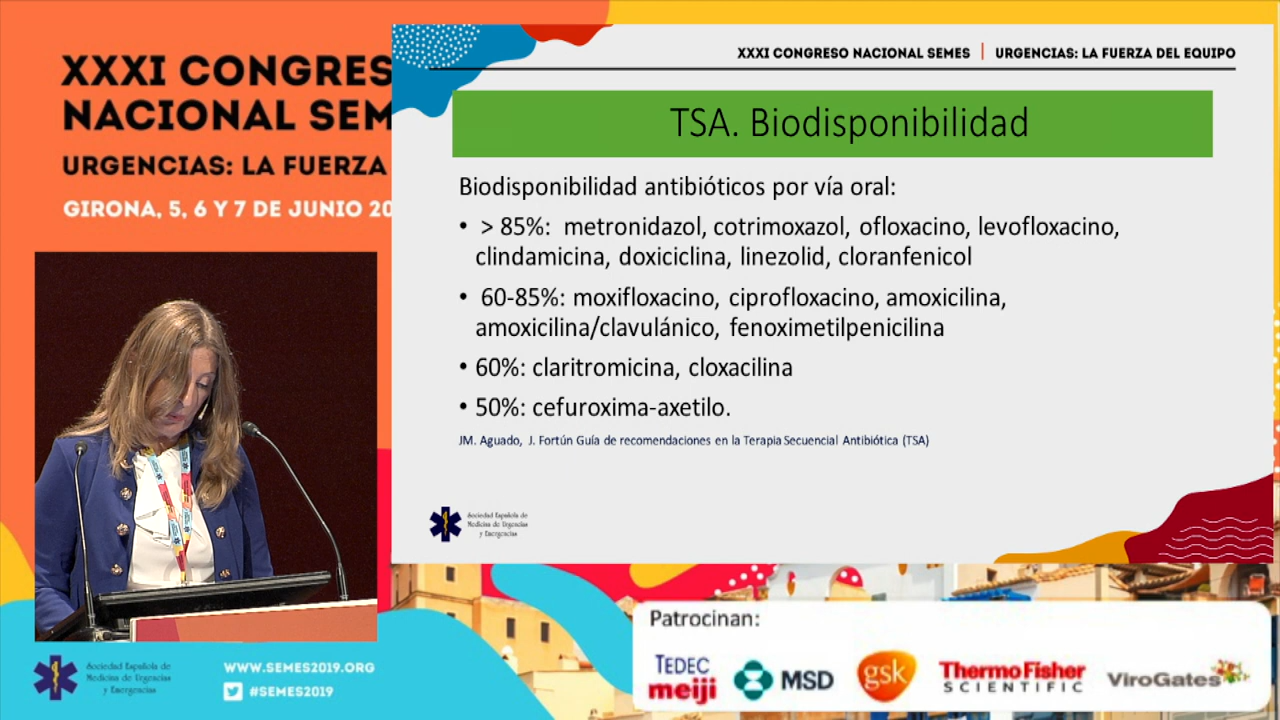 XXXI CONGRES
NACIONAL SEM
URGENCIAS: LA FUERZA
GIRONA, 5, 6 Y 7 DE JUNIO 20
XXXI CONGRESO NACIONAL SEMES | URGENCIAS: LA FUERZA DEL EQUIPO
TSA. Biodisponibilidad
Biodisponibilidad antibióticos por vía oral:
• > 85%: metronidazol, cotrimoxazol, ofloxacino, levofloxacino,
clindamicina, doxiciclina, linezolid, cloranfenicol
• 60-85%: moxifloxacino, ciprofloxacino, amoxicilina,
amoxicilina/clavulánico, fenoximetilpenicilina
• 60%: claritromicina, cloxacilina
• 50%: cefuroxima-axetilo.
JM. Aguado, J. Fortún Guía de recomendaciones en la Terapia Secuencial Antibiótica (TSA)
Sociedad Española de
Medicina de Urgencias
y Emergencias
Sociedad Española de
Medicina de Urgencias
y Emergencias
WWW.SEMES2019.ORG
#SEMES2019
Patrocinan:
TEDEC
meiji
MSD
gsk
ThermoFisher
SCIENTIFIC
ViroGates